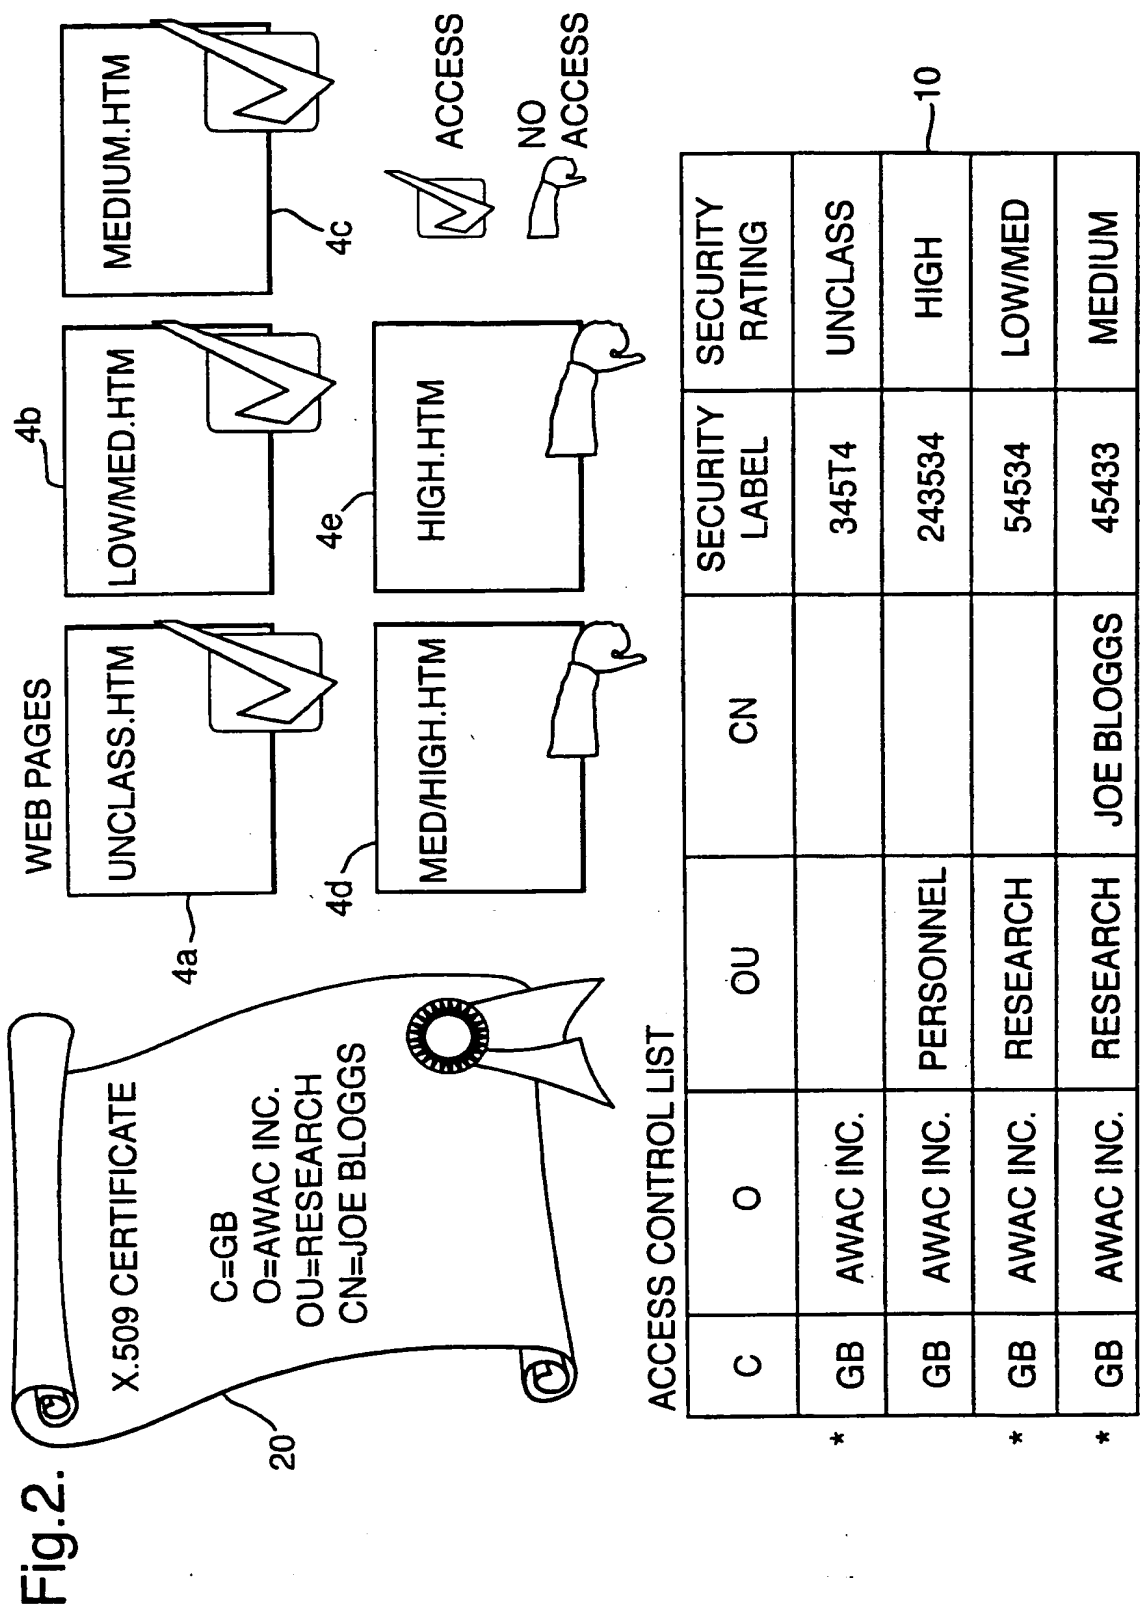 Fig.2.
X.509 CERTIFICATE
C=GB
O=AWAC INC.
OU=RESEARCH
CN=JOE BLOGGS
20
WEB PAGES
UNCLASS.HTM
4a
LOW/MED.HTM
4b
MEDIUM.HTM
4c
MED/HIGH.HTM
4d
HIGH.HTM
4e
ACCESS
NO
ACCESS
ACCESS CONTROL LIST
C O OU CN SECURITY LABEL SECURITY RATING
* GB AWAC INC. 345T4 UNCLASS
GB AWAC INC. PERSONNEL 243534 HIGH
* GB AWAC INC. RESEARCH 54534 LOW/MED
* GB AWAC INC. RESEARCH JOE BLOGGS 45433 MEDIUM
10